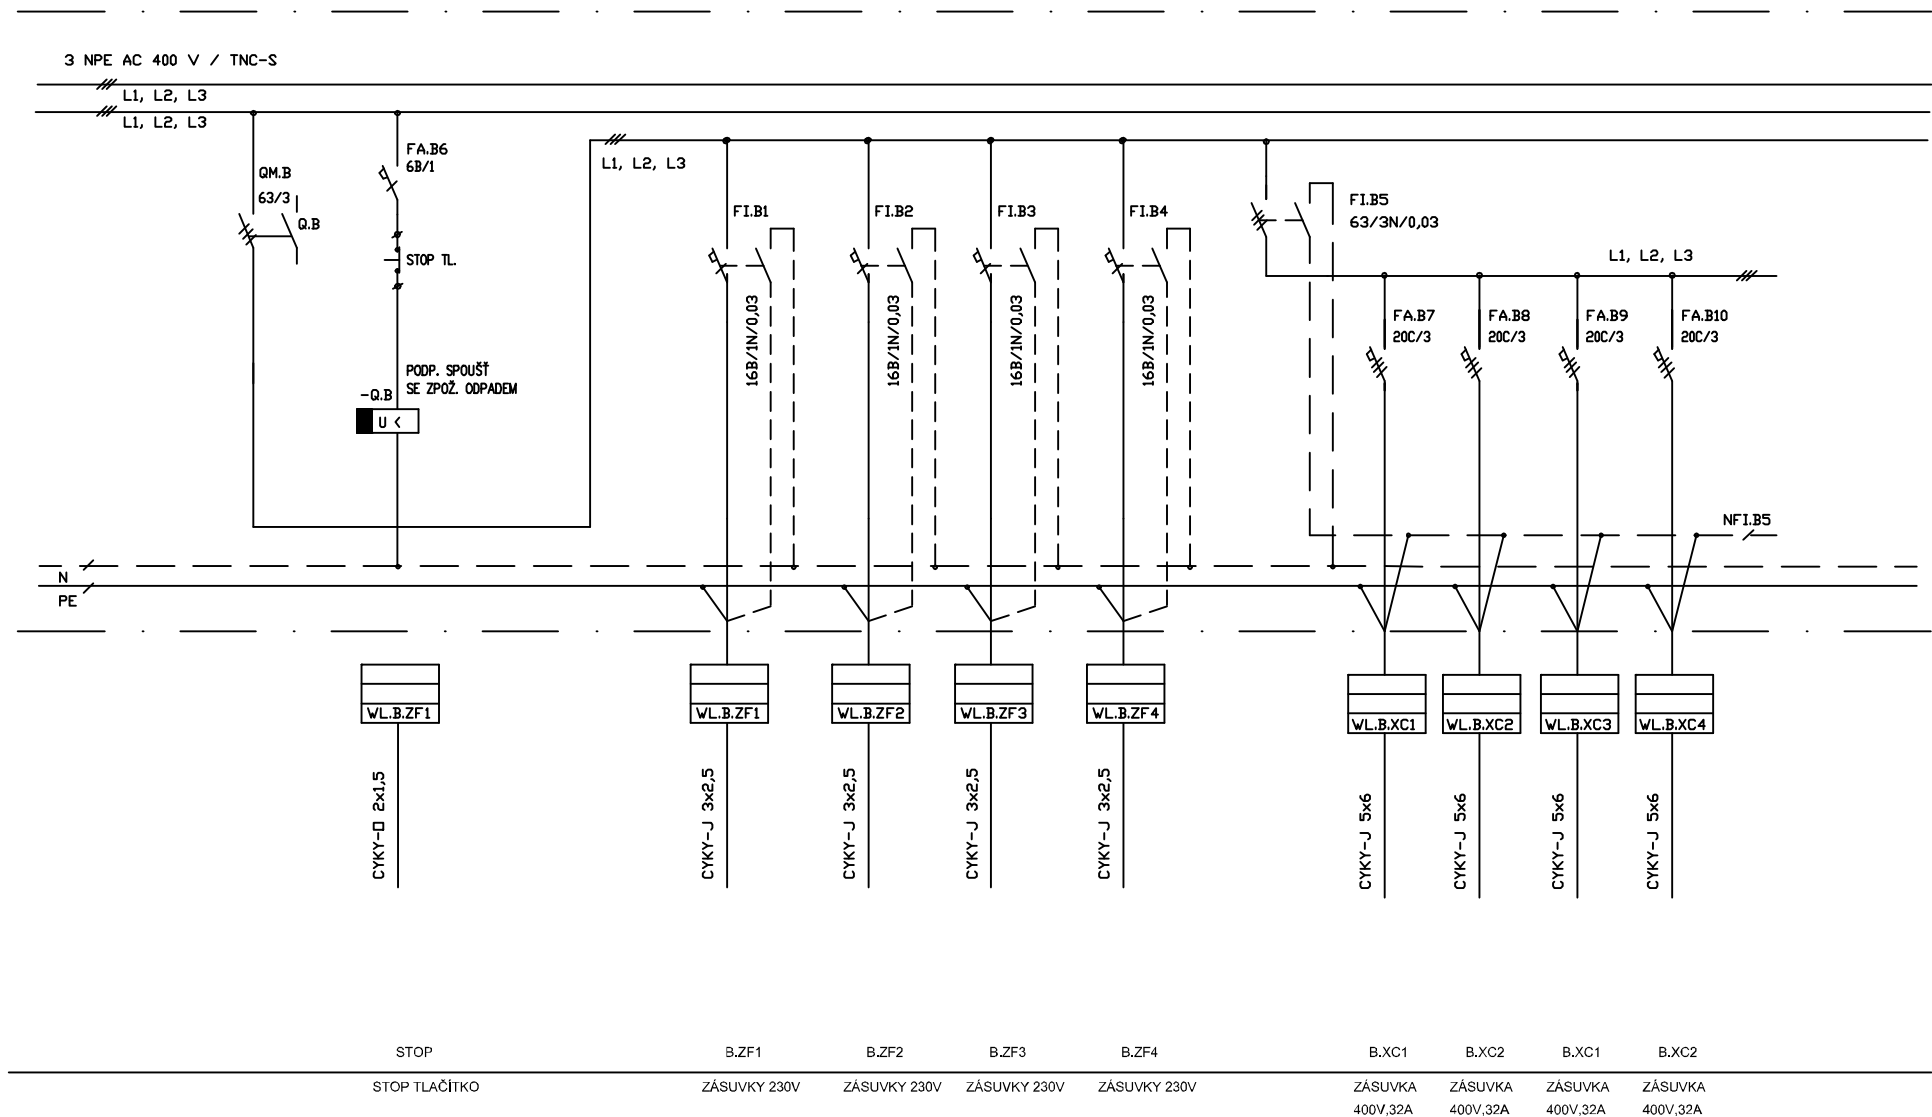 3 NPE AC 400 V / TNC-S
L1, L2, L3
L1, L2, L3
L1, L2, L3
QM.B
63/3
Q.B
FA.B6
6B/1
STOP TL.
PODP. SPOUŠŤ
SE ZPOŽ. ODPADEM
-Q.B
U <
FI.B1
16B/1N/0,03
FI.B2
16B/1N/0,03
FI.B3
16B/1N/0,03
FI.B4
16B/1N/0,03
FI.B5
63/3N/0,03
L1, L2, L3
FA.B7
20C/3
FA.B8
20C/3
FA.B9
20C/3
FA.B10
20C/3
NFI.B5
N
PE
WL.B.ZF1
WL.B.ZF1
WL.B.ZF2
WL.B.ZF3
WL.B.ZF4
WL.B.XC1
WL.B.XC2
WL.B.XC3
WL.B.XC4
CYKY-O 2x1,5
CYKY-J 3x2,5
CYKY-J 3x2,5
CYKY-J 3x2,5
CYKY-J 3x2,5
CYKY-J 5x6
CYKY-J 5x6
CYKY-J 5x6
CYKY-J 5x6
STOP
B.ZF1
B.ZF2
B.ZF3
B.ZF4
B.XC1
B.XC2
B.XC1
B.XC2
STOP TLAČÍTKO
ZÁSUVKY 230V
ZÁSUVKY 230V
ZÁSUVKY 230V
ZÁSUVKY 230V
ZÁSUVKA
400V,32A
ZÁSUVKA
400V,32A
ZÁSUVKA
400V,32A
ZÁSUVKA
400V,32A